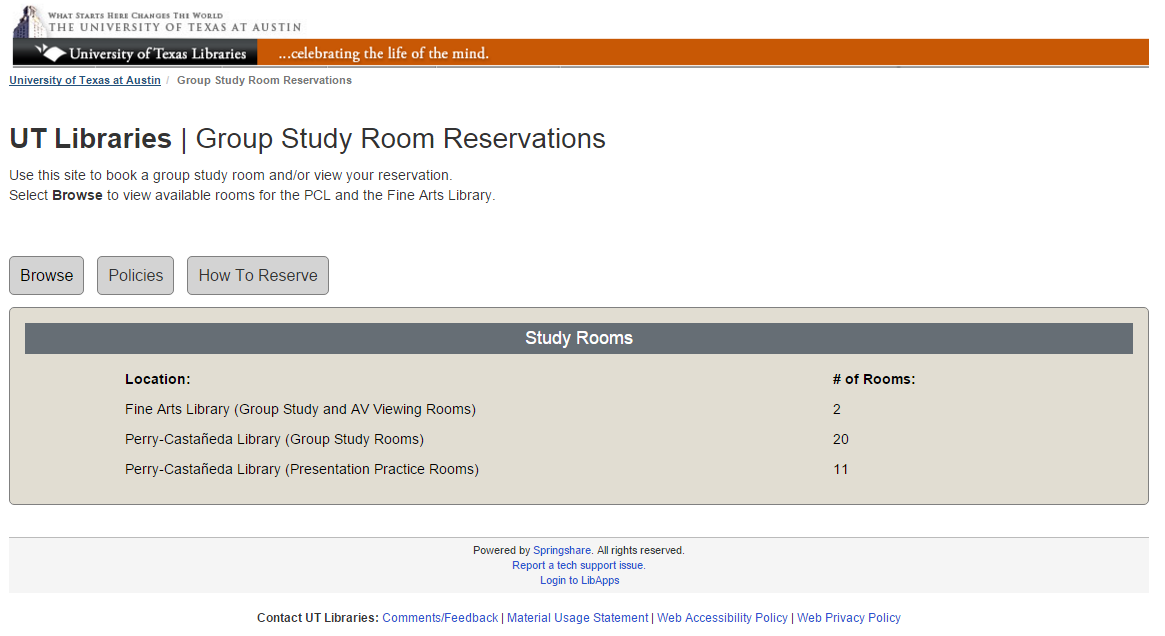 WHAT STARTS HERE CHANGES THE WORLD
THE UNIVERSITY OF TEXAS AT AUSTIN
University of Texas Libraries ...celebrating the life of the mind.
University of Texas at Austin / Group Study Room Reservations
UT Libraries | Group Study Room Reservations
Use this site to book a group study room and/or view your reservation.
Select Browse to view available rooms for the PCL and the Fine Arts Library.
Browse Policies How To Reserve
Study Rooms
Location: # of Rooms:
Fine Arts Library (Group Study and AV Viewing Rooms) 2
Perry-Castañeda Library (Group Study Rooms) 20
Perry-Castañeda Library (Presentation Practice Rooms) 11
Powered by Springshare. All rights reserved.
Report a tech support issue.
Login to LibApps
Contact UT Libraries: Comments/Feedback | Material Usage Statement | Web Accessibility Policy | Web Privacy Policy